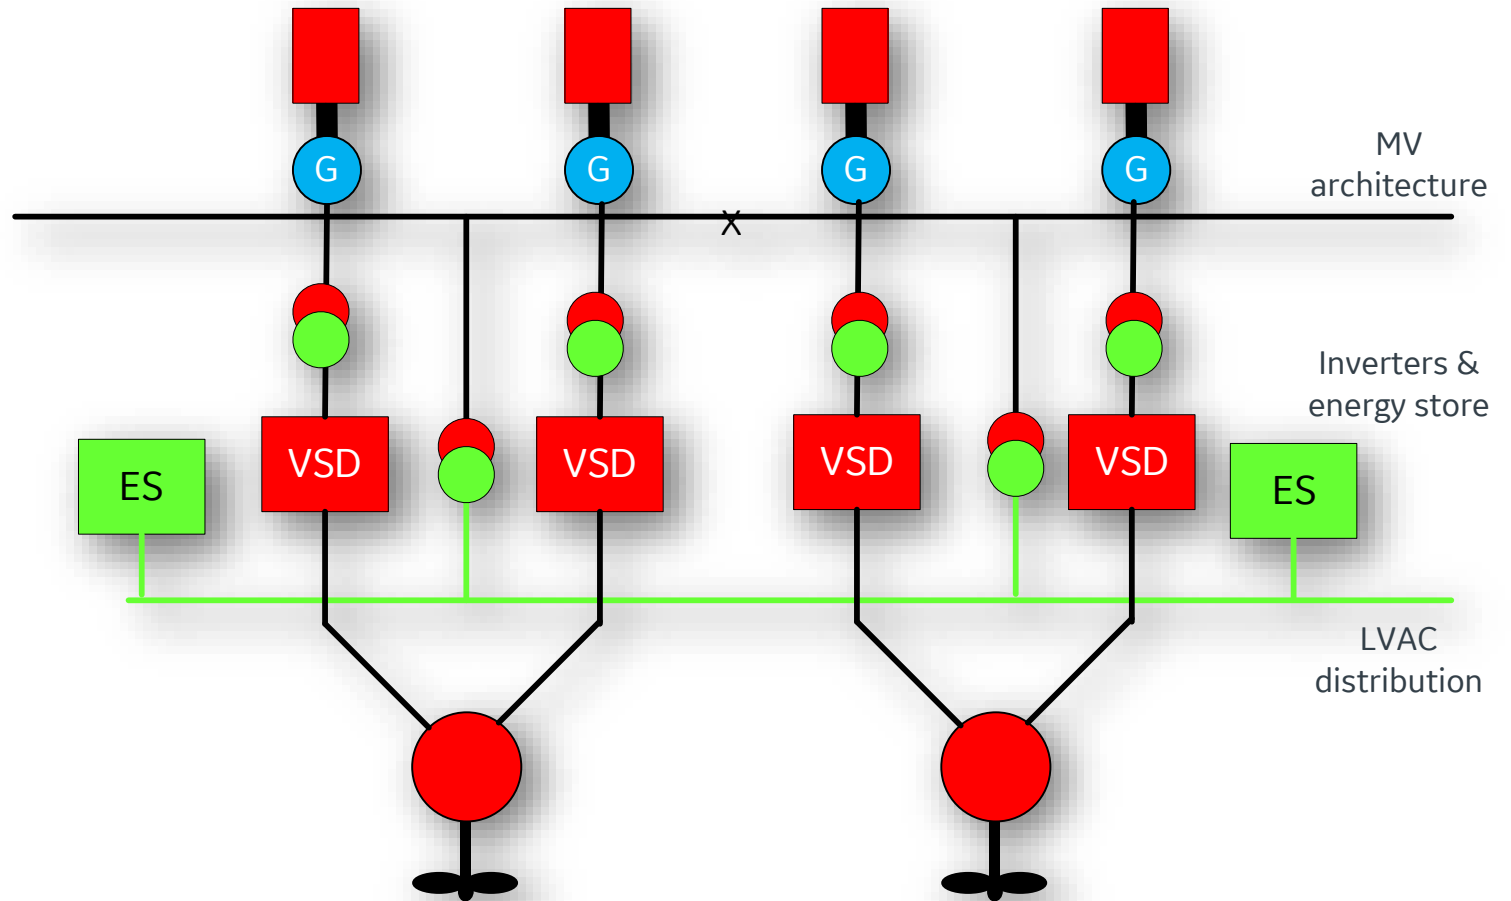 G
G
G
G
MV
architecture
X
Inverters &
energy store
VSD
VSD
VSD
VSD
ES
ES
LVAC
distribution